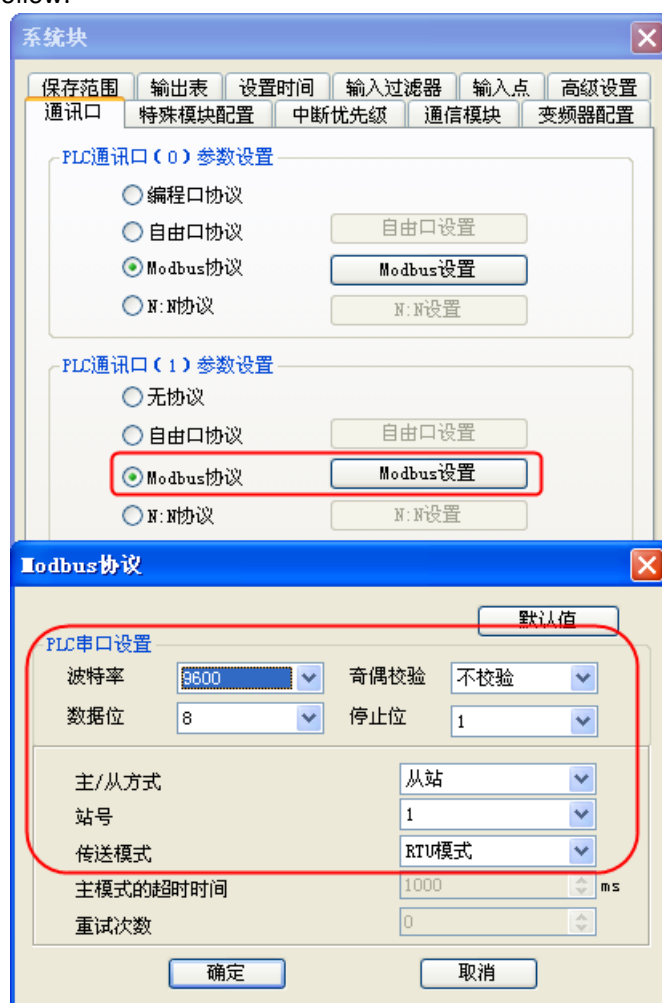 ollow:
系统块
保存范围 输出表 设置时间 输入过滤器 输入点 高级设置
通讯口 特殊模块配置 中断优先级 通信模块 变频器配置
PLC通讯口(0)参数设置
编程口协议
自由口协议 自由口设置
Modbus协议 Modbus设置
N:N协议 N:N设置
PLC通讯口(1)参数设置
无协议
自由口协议 自由口设置
Modbus协议 Modbus设置
N:N协议 N:N设置
Modbus协议
默认值
PLC串口设置
波特率 9600 奇偶校验 不校验
数据位 8 停止位 1
主/从方式 从站
站号 1
传送模式 RTU模式
主模式的超时时间 1000 ms
重试次数 0
确定 取消